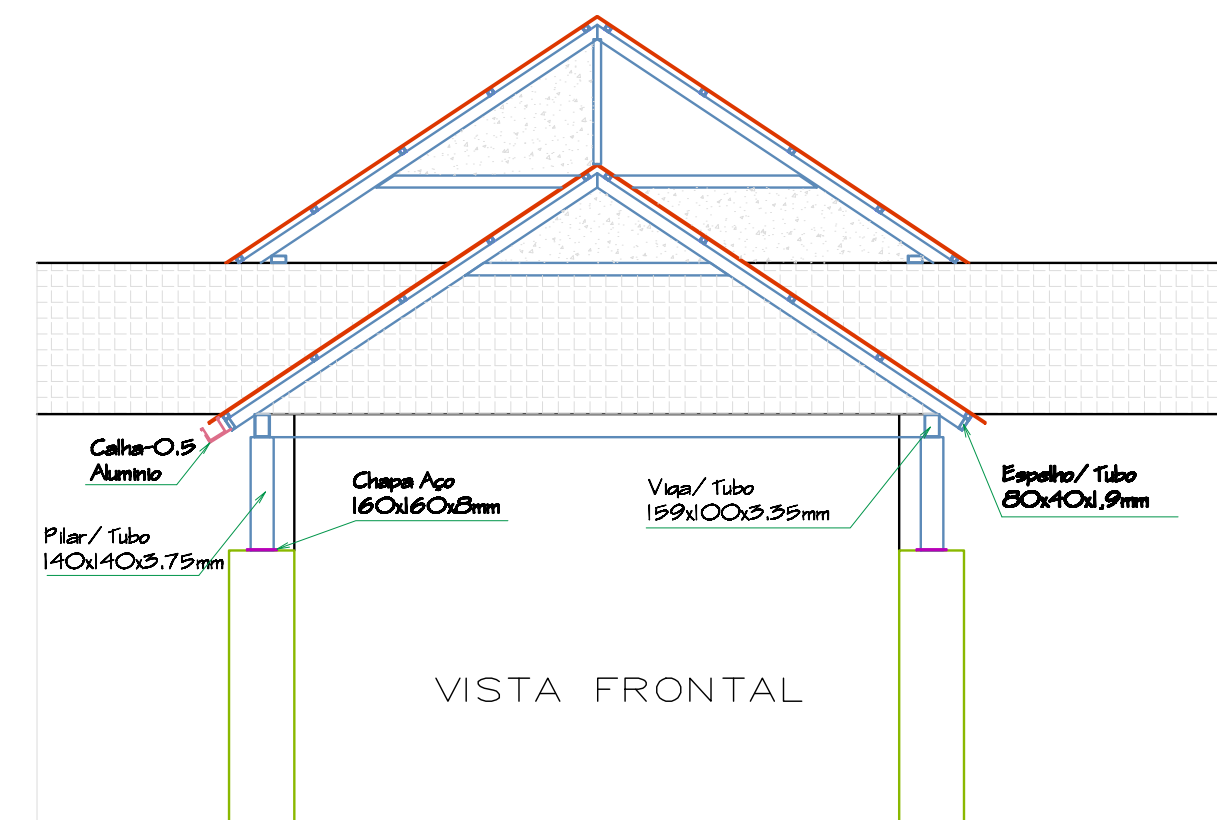 Calha-0.5
Aluminio
Chapa Aço
160x160x8mm
Viga/ Tubo
159x100x3.35mm
Espelho/ Tubo
80x40x1,9mm
Pilar/ Tubo
140x140x3.75mm
VISTA FRONTAL